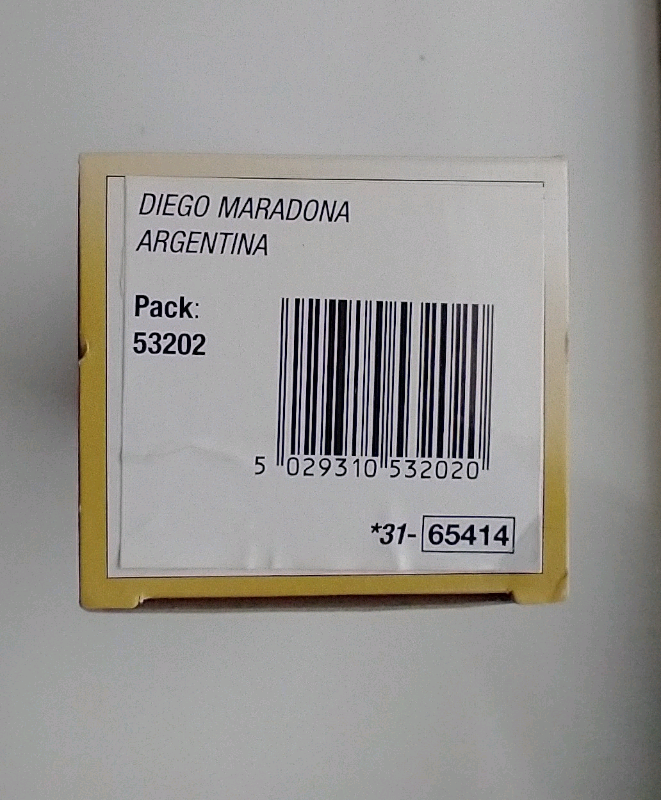 DIEGO MARADONA
ARGENTINA
Pack:
53202
5 029310 532020
*31- 65414